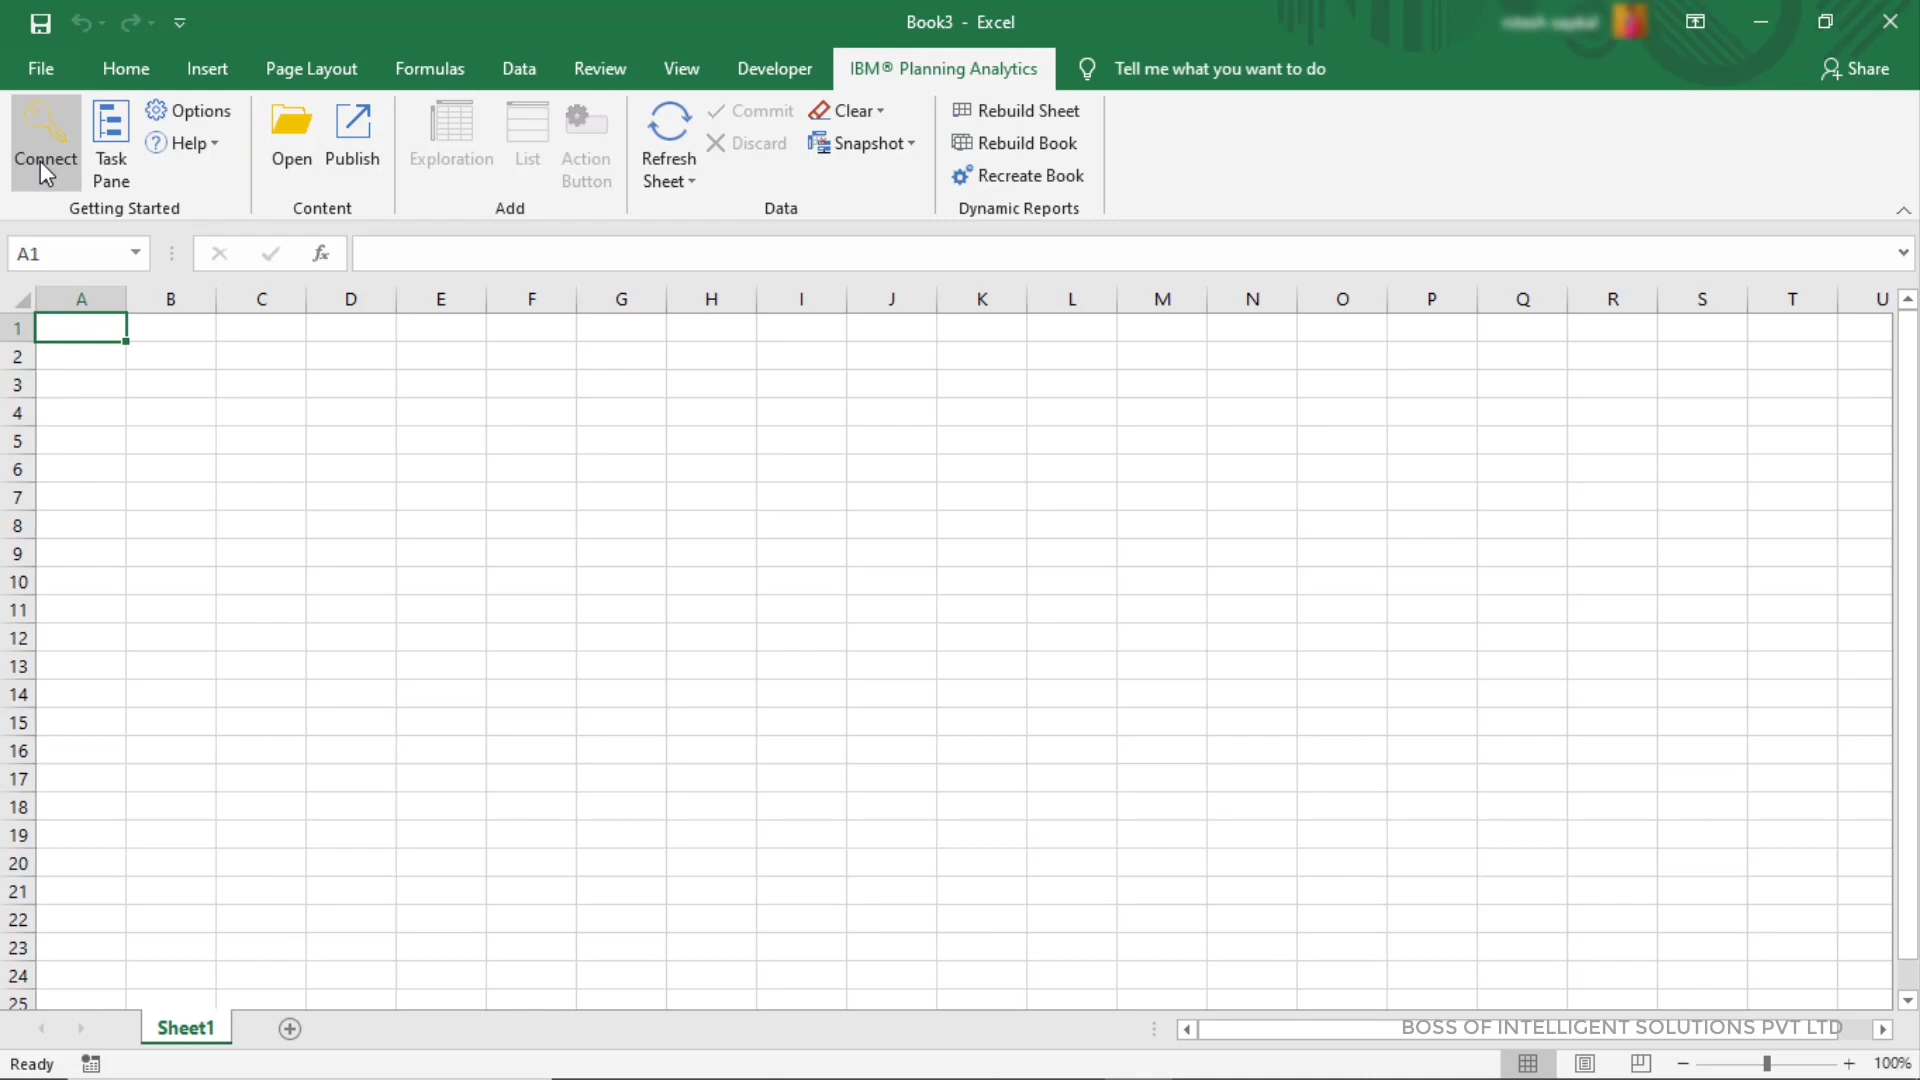 Book3 - Excel
File Home Insert Page Layout Formulas Data Review View Developer IBM® Planning Analytics Tell me what you want to do Share
Connect
Task
Pane
Options
Help
Getting Started
Open Publish
Content
Exploration List Action
Button
Add
Refresh
Sheet
Commit
Discard
Clear
Snapshot
Data
Rebuild Sheet
Rebuild Book
Recreate Book
Dynamic Reports
A1 fx
A B C D E F G H I J K L M N O P Q R S T U
1
2
3
4
5
6
7
8
9
10
11
12
13
14
15
16
17
18
19
20
21
22
23
24
25
Sheet1
BOSS OF INTELLIGENT SOLUTIONS PVT LTD
Ready 100%